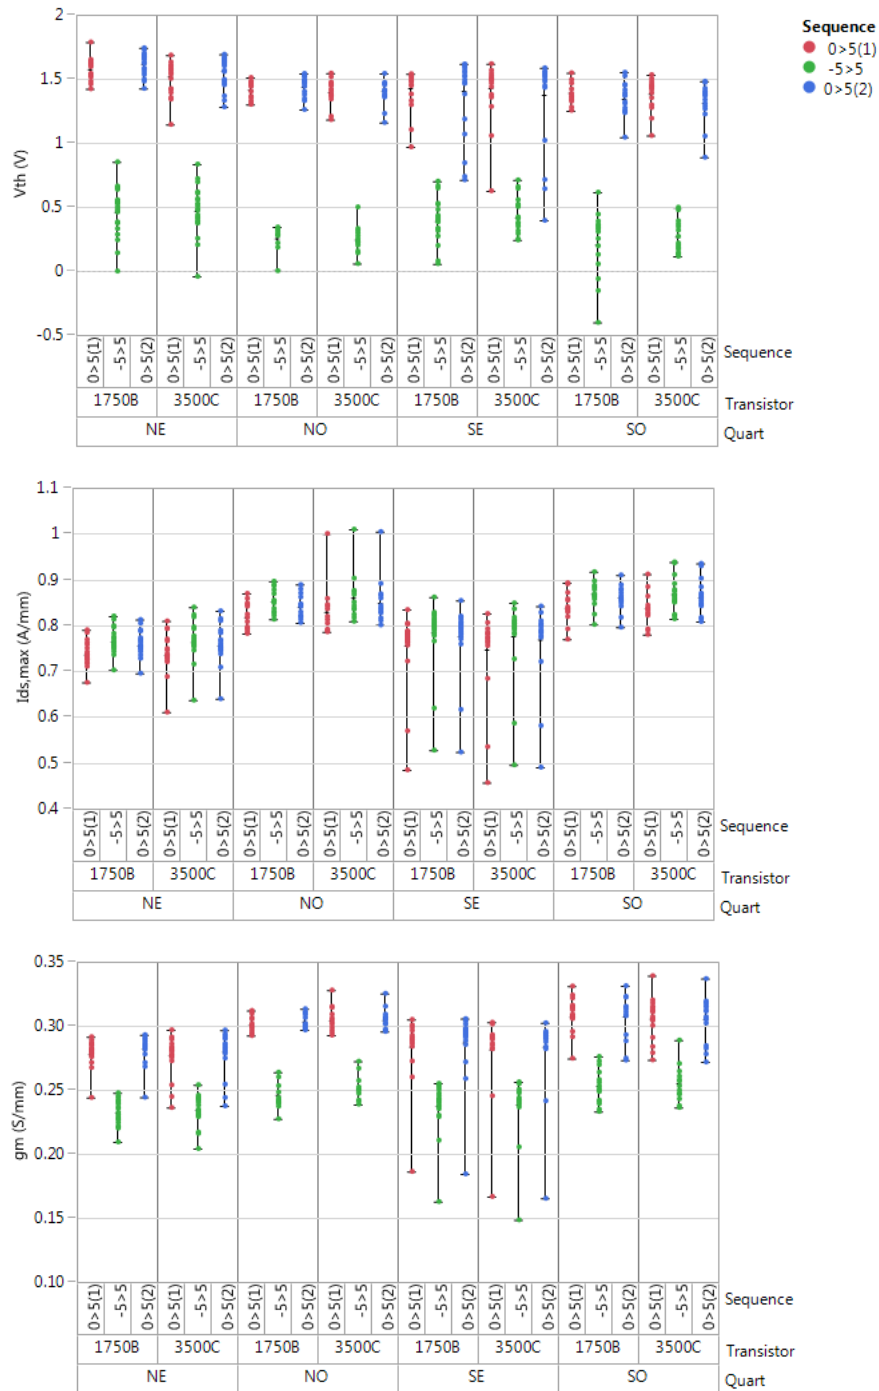 Sequence
0>5(1)
-5>5
0>5(2)
2
1.5
1
0.5
0
-0.5
Vth (V)
0>5(1) -5>5 0>5(2) 0>5(1) -5>5 0>5(2) 0>5(1) -5>5 0>5(2) 0>5(1) -5>5 0>5(2) 0>5(1) -5>5 0>5(2) 0>5(1) -5>5 0>5(2) 0>5(1) -5>5 0>5(2) 0>5(1) -5>5 0>5(2) Sequence
1750B 3500C 1750B 3500C 1750B 3500C 1750B 3500C Transistor
NE NO SE SO Quart
1.1
1
0.9
0.8
0.7
0.6
0.5
0.4
Ids,max (A/mm)
0>5(1) -5>5 0>5(2) 0>5(1) -5>5 0>5(2) 0>5(1) -5>5 0>5(2) 0>5(1) -5>5 0>5(2) 0>5(1) -5>5 0>5(2) 0>5(1) -5>5 0>5(2) 0>5(1) -5>5 0>5(2) 0>5(1) -5>5 0>5(2) Sequence
1750B 3500C 1750B 3500C 1750B 3500C 1750B 3500C Transistor
NE NO SE SO Quart
0.35
0.30
0.25
0.20
0.15
0.10
gm (S/mm)
0>5(1) -5>5 0>5(2) 0>5(1) -5>5 0>5(2) 0>5(1) -5>5 0>5(2) 0>5(1) -5>5 0>5(2) 0>5(1) -5>5 0>5(2) 0>5(1) -5>5 0>5(2) 0>5(1) -5>5 0>5(2) 0>5(1) -5>5 0>5(2) Sequence
1750B 3500C 1750B 3500C 1750B 3500C 1750B 3500C Transistor
NE NO SE SO Quart